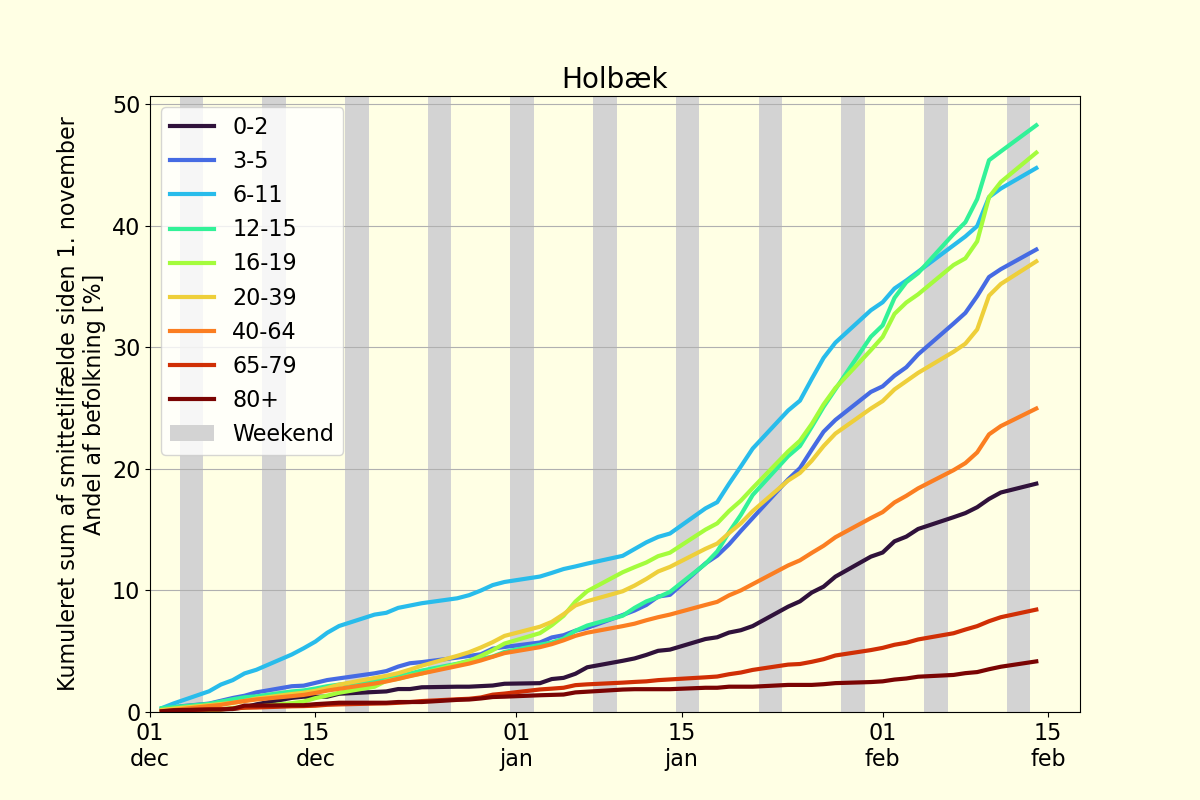 Holbæk
Kumuleret sum af smittetilfælde siden 1. november
Andel af befolkning [%]
50
40
30
20
10
0
0-2
3-5
6-11
12-15
16-19
20-39
40-64
65-79
80+
Weekend
01 15 01 15 01 15
dec dec jan jan feb feb